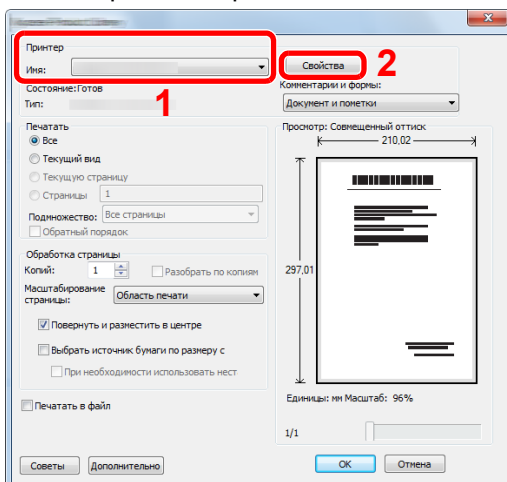 Принтер
Имя:
Свойства
2
Состояние:Готов
Комментарии и формы:
1
Тип:
Документ и пометки
Печатать
Все
Текущий вид
Текущую страницу
Страницы 1
Подмножество: Все страницы
Обратный порядок
Просмотр: Совмещенный оттиск
210,02
297,01
Обработка страницы
Копий: 1 Разобрать по копиям
Масштабирование страницы: Область печати
Повернуть и разместить в центре
Выбрать источник бумаги по размеру с
При необходимости использовать нест
Печатать в файл
Единицы: мм Масштаб: 96%
1/1
Советы
Дополнительно
OK
Отмена